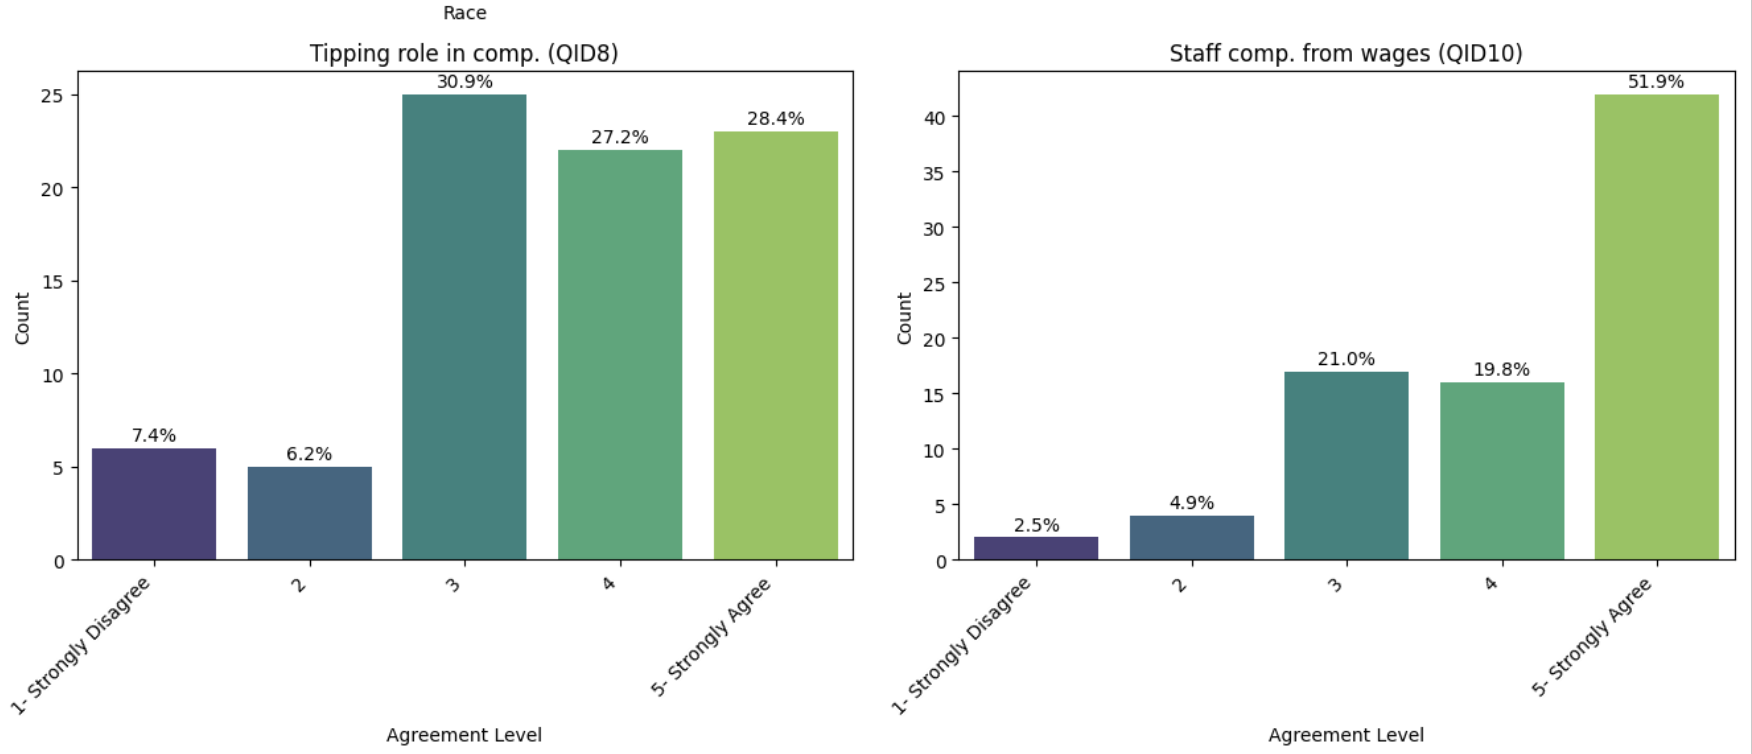 Race
Tipping role in comp. (QID8)
Count
25
20
15
10
5
0
7.4%
6.2%
30.9%
27.2%
28.4%
1- Strongly Disagree
2
3
4
5- Strongly Agree
Agreement Level
Staff comp. from wages (QID10)
Count
40
35
30
25
20
15
10
5
0
2.5%
4.9%
21.0%
19.8%
51.9%
1- Strongly Disagree
2
3
4
5- Strongly Agree
Agreement Level